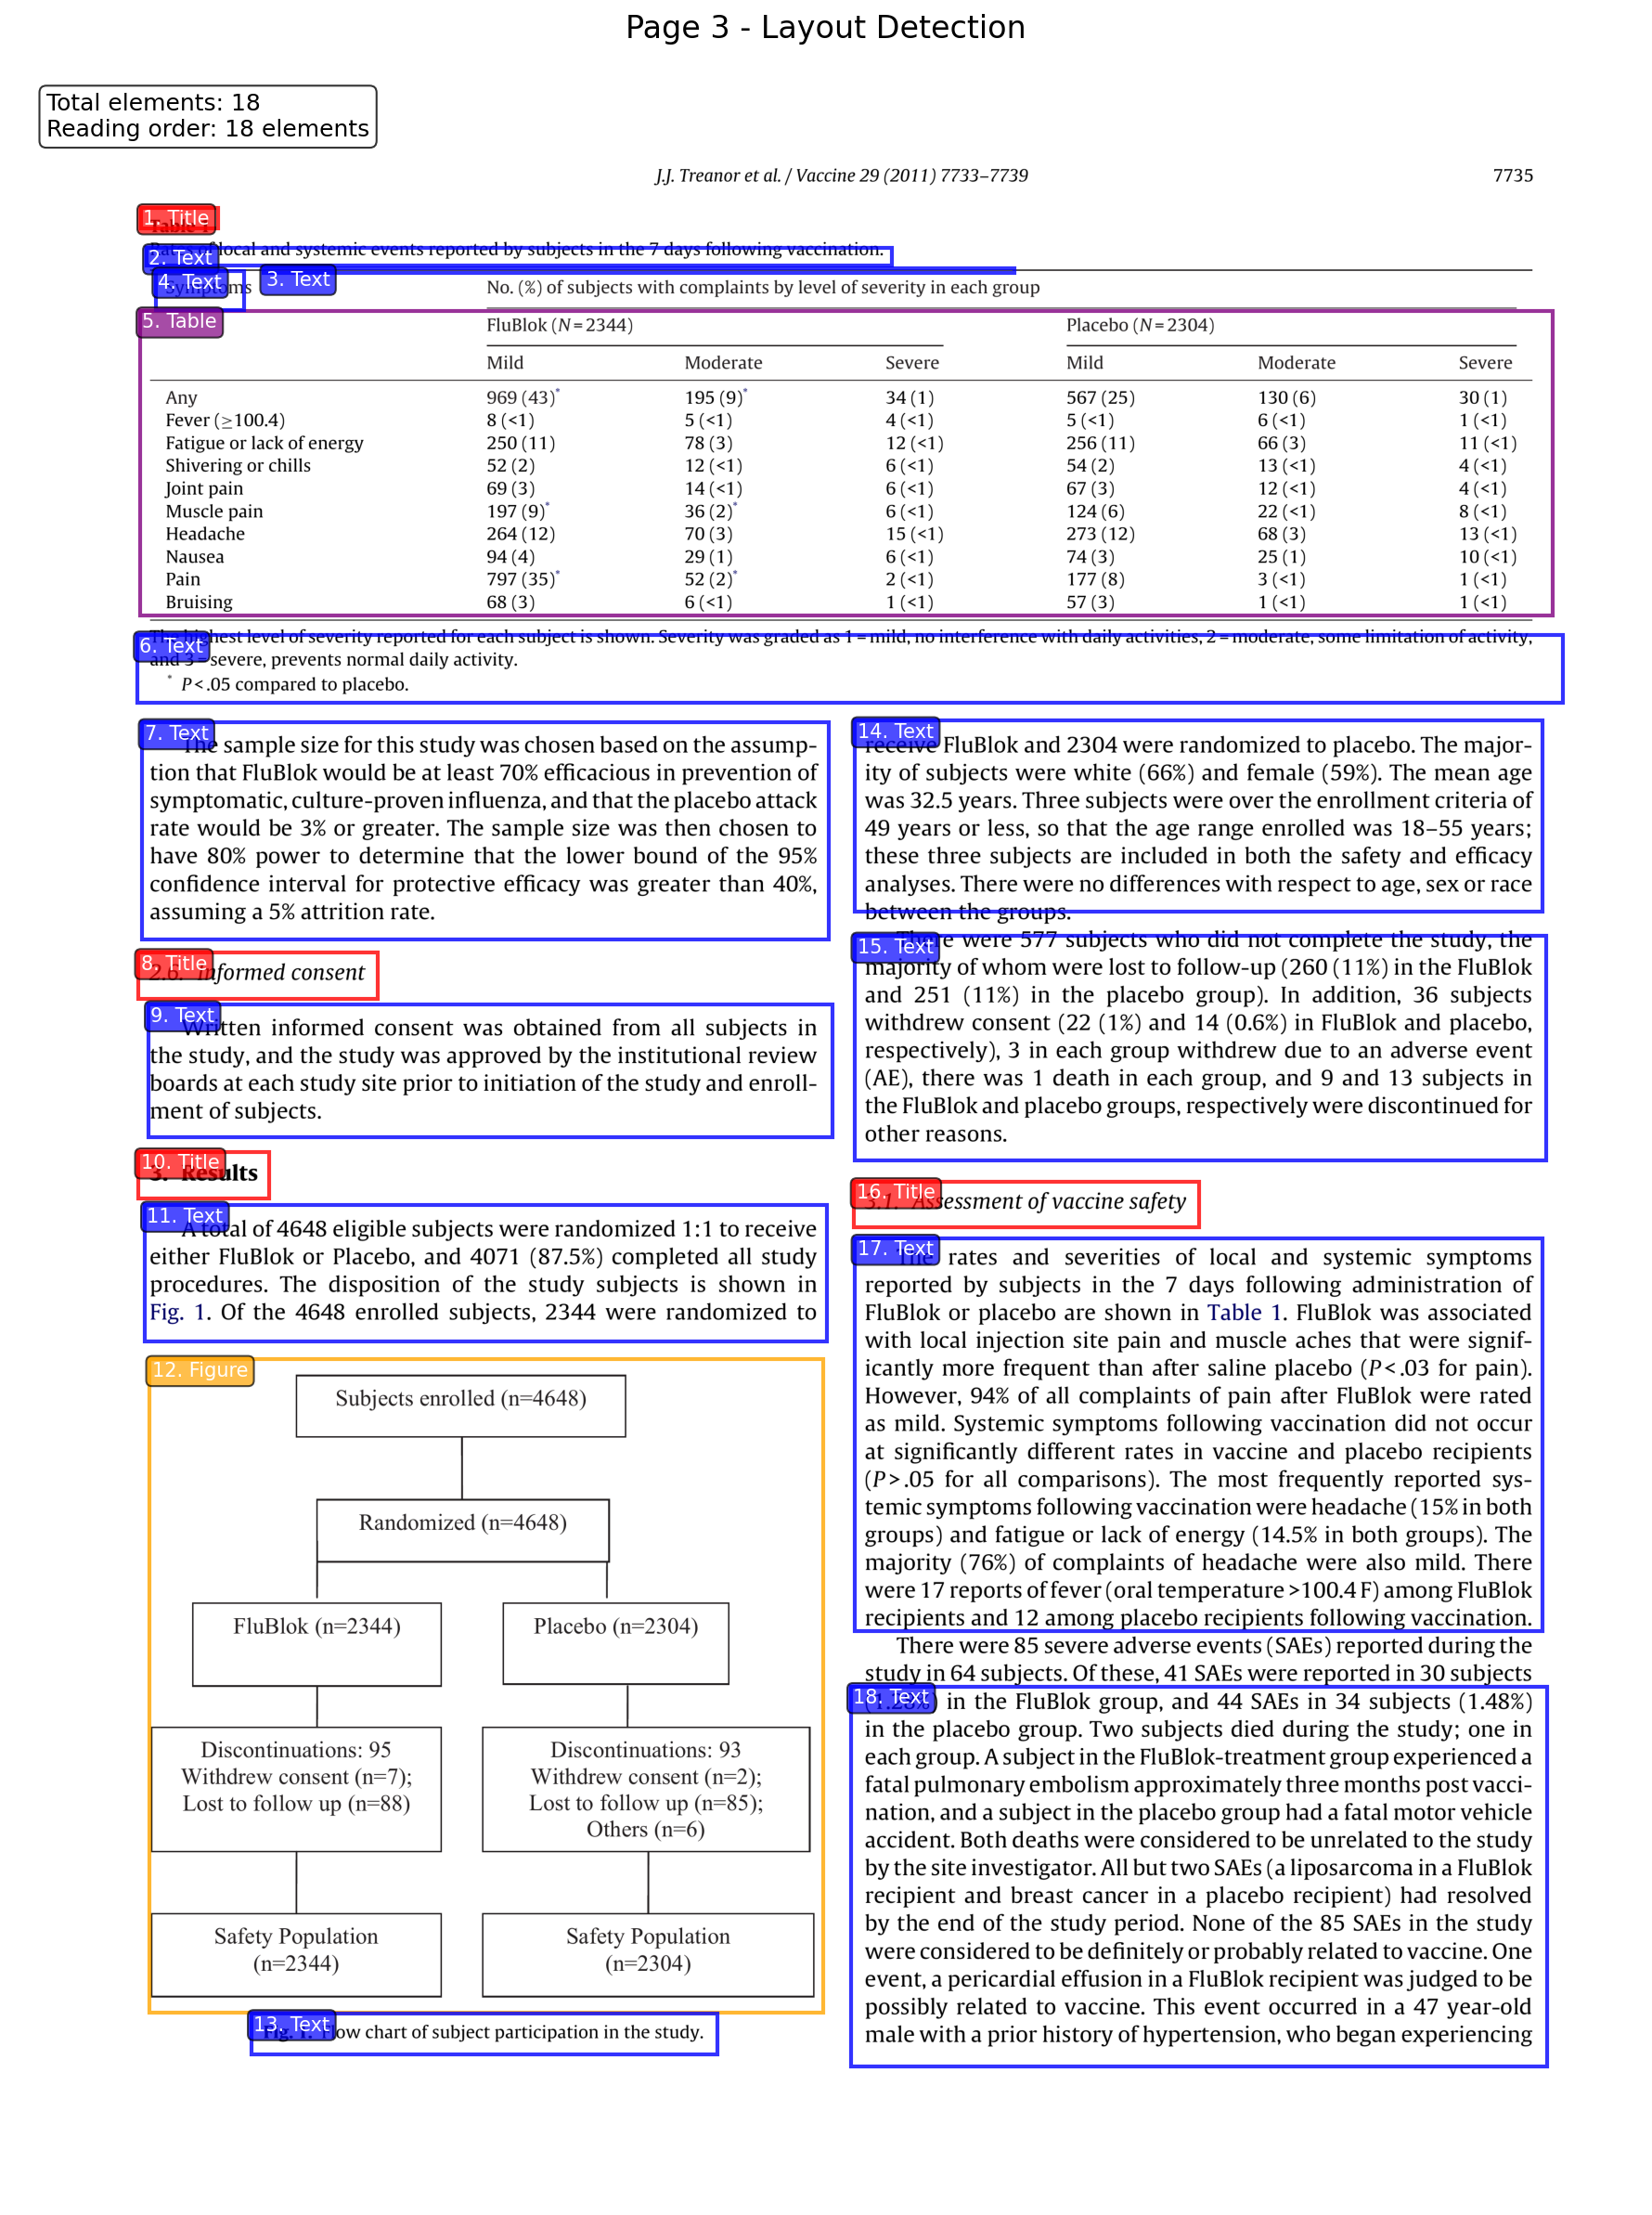 Page 3 - Layout Detection
Total elements: 18
Reading order: 18 elements
J.J. Treanor et al. / Vaccine 29 (2011) 7733–7739
7735
1. Title
Table 1
2. Text
Rates of local and systemic events reported by subjects in the 7 days following vaccination.
4. Text
Symptoms
3. Text
No. (%) of subjects with complaints by level of severity in each group
5. Table
FluBlok (N = 2344) Placebo (N = 2304)
Mild Moderate Severe Mild Moderate Severe
Any 969 (43)* 195 (9)* 34 (1) 567 (25) 130 (6) 30 (1)
Fever (≥100.4) 8 (<1) 5 (<1) 4 (<1) 5 (<1) 6 (<1) 1 (<1)
Fatigue or lack of energy 250 (11) 78 (3) 12 (<1) 256 (11) 66 (3) 11 (<1)
Shivering or chills 52 (2) 12 (<1) 6 (<1) 54 (2) 13 (<1) 4 (<1)
Joint pain 69 (3) 14 (<1) 6 (<1) 67 (3) 12 (<1) 4 (<1)
Muscle pain 197 (9)* 36 (2)* 6 (<1) 124 (6) 22 (<1) 8 (<1)
Headache 264 (12) 70 (3) 15 (<1) 273 (12) 68 (3) 13 (<1)
Nausea 94 (4) 29 (1) 6 (<1) 74 (3) 25 (1) 10 (<1)
Pain 797 (35)* 52 (2)* 2 (<1) 177 (8) 3 (<1) 1 (<1)
Bruising 68 (3) 6 (<1) 1 (<1) 57 (3) 1 (<1) 1 (<1)
6. Text
The highest level of severity reported for each subject is shown. Severity was graded as 1 = mild, no interference with daily activities, 2 = moderate, some limitation of activity,
and 3 = severe, prevents normal daily activity.
* P < .05 compared to placebo.
7. Text
The sample size for this study was chosen based on the assump-
tion that FluBlok would be at least 70% efficacious in prevention of
symptomatic, culture-proven influenza, and that the placebo attack
rate would be 3% or greater. The sample size was then chosen to
have 80% power to determine that the lower bound of the 95%
confidence interval for protective efficacy was greater than 40%,
assuming a 5% attrition rate.
8. Title
2.6. Informed consent
9. Text
Written informed consent was obtained from all subjects in
the study, and the study was approved by the institutional review
boards at each study site prior to initiation of the study and enroll-
ment of subjects.
10. Title
3. Results
11. Text
A total of 4648 eligible subjects were randomized 1:1 to receive
either FluBlok or Placebo, and 4071 (87.5%) completed all study
procedures. The disposition of the study subjects is shown in
Fig. 1. Of the 4648 enrolled subjects, 2344 were randomized to
12. Figure
Subjects enrolled (n=4648)
Randomized (n=4648)
FluBlok (n=2344)
Placebo (n=2304)
Discontinuations: 95
Withdrew consent (n=7);
Lost to follow up (n=88)
Discontinuations: 93
Withdrew consent (n=2);
Lost to follow up (n=85);
Others (n=6)
Safety Population
(n=2344)
Safety Population
(n=2304)
13. Text
Fig. 1. Flow chart of subject participation in the study.
14. Text
receive FluBlok and 2304 were randomized to placebo. The major-
ity of subjects were white (66%) and female (59%). The mean age
was 32.5 years. Three subjects were over the enrollment criteria of
49 years or less, so that the age range enrolled was 18–55 years;
these three subjects are included in both the safety and efficacy
analyses. There were no differences with respect to age, sex or race
between the groups.
15. Text
There were 577 subjects who did not complete the study, the
majority of whom were lost to follow-up (260 (11%) in the FluBlok
and 251 (11%) in the placebo group). In addition, 36 subjects
withdrew consent (22 (1%) and 14 (0.6%) in FluBlok and placebo,
respectively), 3 in each group withdrew due to an adverse event
(AE), there was 1 death in each group, and 9 and 13 subjects in
the FluBlok and placebo groups, respectively were discontinued for
other reasons.
16. Title
3.1. Assessment of vaccine safety
17. Text
The rates and severities of local and systemic symptoms
reported by subjects in the 7 days following administration of
FluBlok or placebo are shown in Table 1. FluBlok was associated
with local injection site pain and muscle aches that were signif-
icantly more frequent than after saline placebo (P < .03 for pain).
However, 94% of all complaints of pain after FluBlok were rated
as mild. Systemic symptoms following vaccination did not occur
at significantly different rates in vaccine and placebo recipients
(P > .05 for all comparisons). The most frequently reported sys-
temic symptoms following vaccination were headache (15% in both
groups) and fatigue or lack of energy (14.5% in both groups). The
majority (76%) of complaints of headache were also mild. There
were 17 reports of fever (oral temperature >100.4 F) among FluBlok
recipients and 12 among placebo recipients following vaccination.
There were 85 severe adverse events (SAEs) reported during the
study in 64 subjects. Of these, 41 SAEs were reported in 30 subjects
18. Text
(1.28%) in the FluBlok group, and 44 SAEs in 34 subjects (1.48%)
in the placebo group. Two subjects died during the study; one in
each group. A subject in the FluBlok-treatment group experienced a
fatal pulmonary embolism approximately three months post vacci-
nation, and a subject in the placebo group had a fatal motor vehicle
accident. Both deaths were considered to be unrelated to the study
by the site investigator. All but two SAEs (a liposarcoma in a FluBlok
recipient and breast cancer in a placebo recipient) had resolved
by the end of the study period. None of the 85 SAEs in the study
were considered to be definitely or probably related to vaccine. One
event, a pericardial effusion in a FluBlok recipient was judged to be
possibly related to vaccine. This event occurred in a 47 year-old
male with a prior history of hypertension, who began experiencing